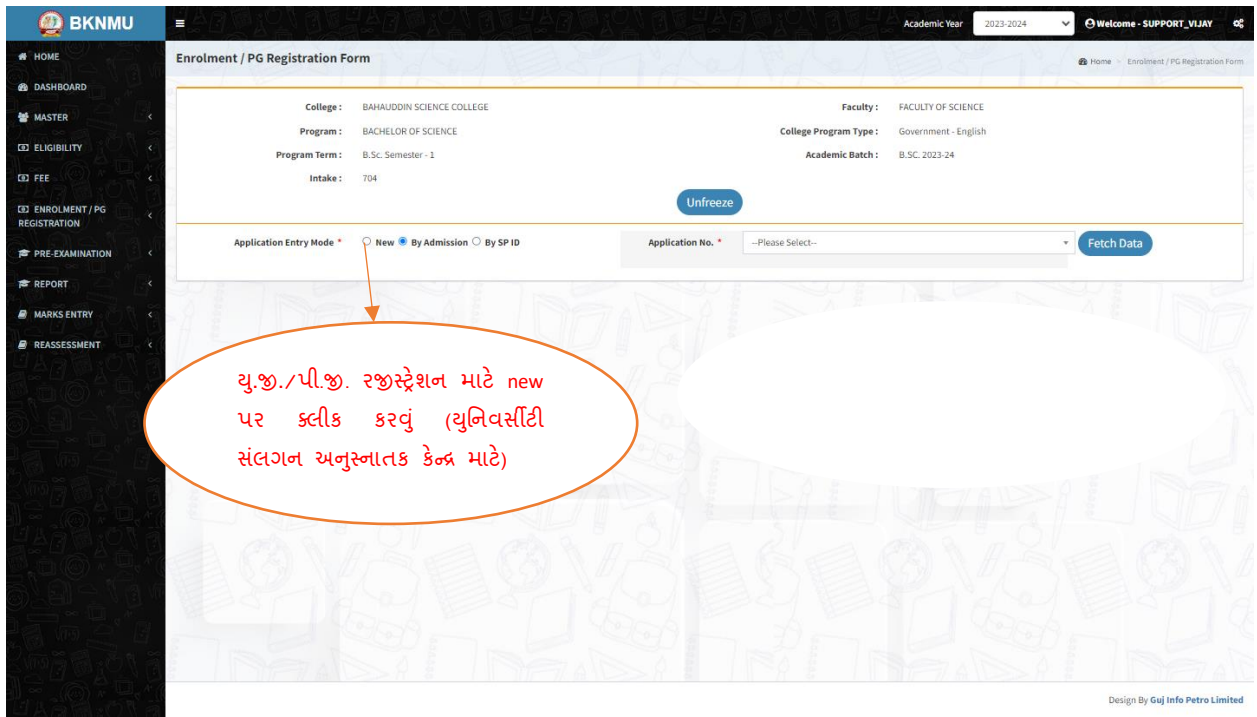 BKNMU
Academic Year 2023-2024 Welcome - SUPPORT_VIJAY
HOME
DASHBOARD
MASTER
ELIGIBILITY
FEE
ENROLMENT / PG
REGISTRATION
PRE-EXAMINATION
REPORT
MARKS ENTRY
REASSESSMENT
Enrolment / PG Registration Form
Home - Enrolment / PG Registration Form
College : BAHAUDDIN SCIENCE COLLEGE Faculty : FACULTY OF SCIENCE
Program : BACHELOR OF SCIENCE College Program Type : Government - English
Program Term : B.Sc. Semester - 1 Academic Batch : B.SC. 2023-24
Intake : 704
Unfreeze
Application Entry Mode * New By Admission By SP ID Application No. * --Please Select-- Fetch Data
યુ.જી./પી.જી. રજીસ્ટ્રેશન માટે new
પર ક્લીક કરવું (યુનિવર્સીટી
સંલગન અનુસ્નાતક કેન્દ્ર માટે)
Design By Guj Info Petro Limited